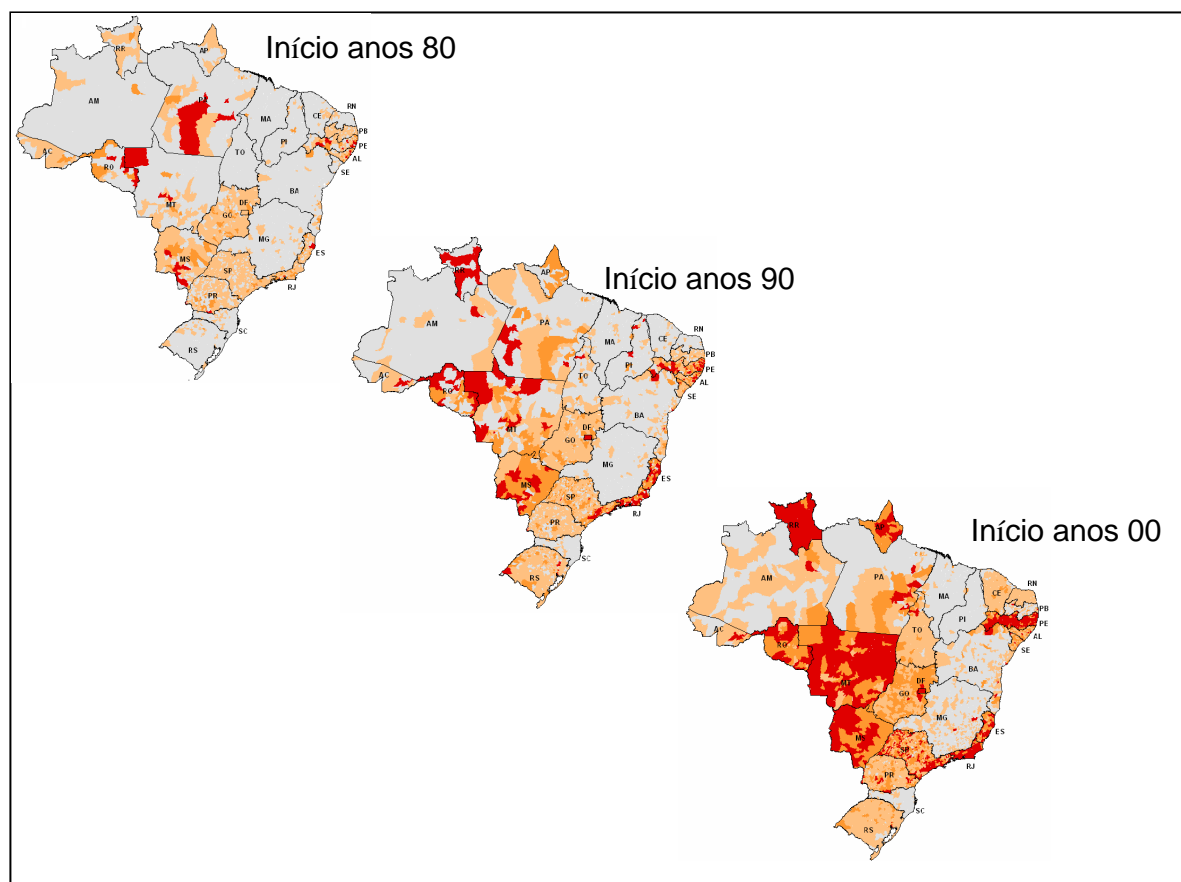 Início anos 80
RR
AP
AM
PA
MA
CE
RN
PB
PE
AL
SE
PI
AC
RO
TO
BA
MT
DF
GO
MG
ES
MS
SP
RJ
PR
SC
RS
Início anos 90
RR
AP
AM
PA
MA
CE
RN
PB
PE
AL
SE
PI
AC
RO
TO
BA
MT
DF
GO
MG
ES
MS
SP
RJ
PR
SC
RS
Início anos 00
RR
AP
AM
PA
MA
CE
RN
PB
PE
AL
SE
PI
AC
RO
TO
BA
MT
DF
GO
MG
ES
MS
SP
RJ
PR
SC
RS